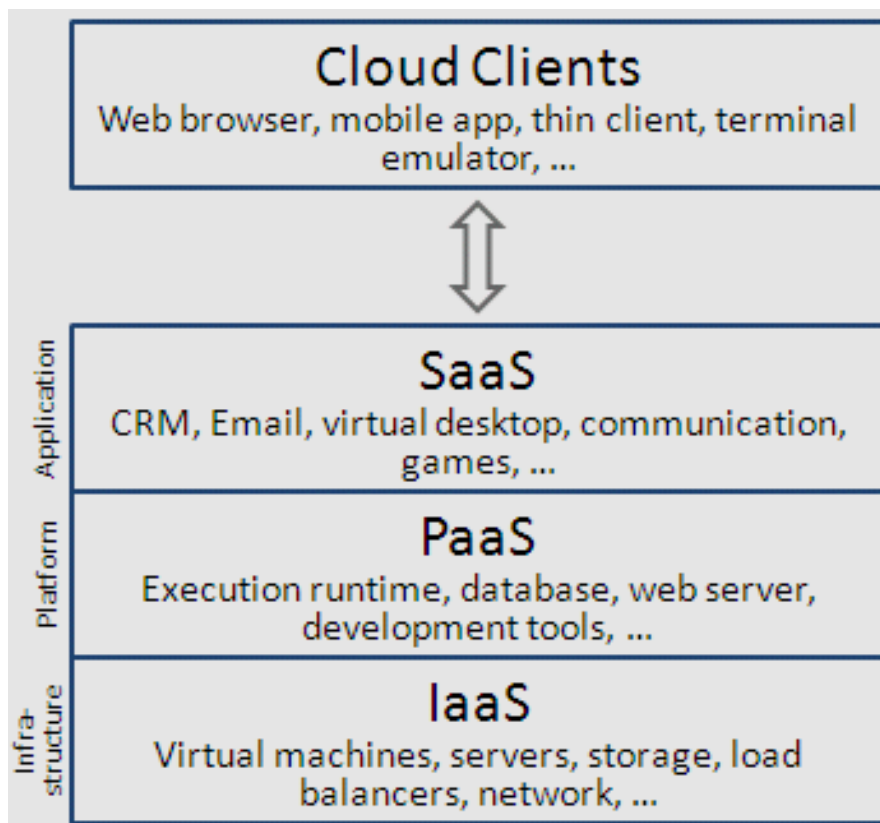 Cloud Clients
Web browser, mobile app, thin client, terminal
emulator, ...
Application
SaaS
CRM, Email, virtual desktop, communication,
games, ...
Platform
PaaS
Execution runtime, database, web server,
development tools, ...
Infra-
structure
IaaS
Virtual machines, servers, storage, load
balancers, network, ...